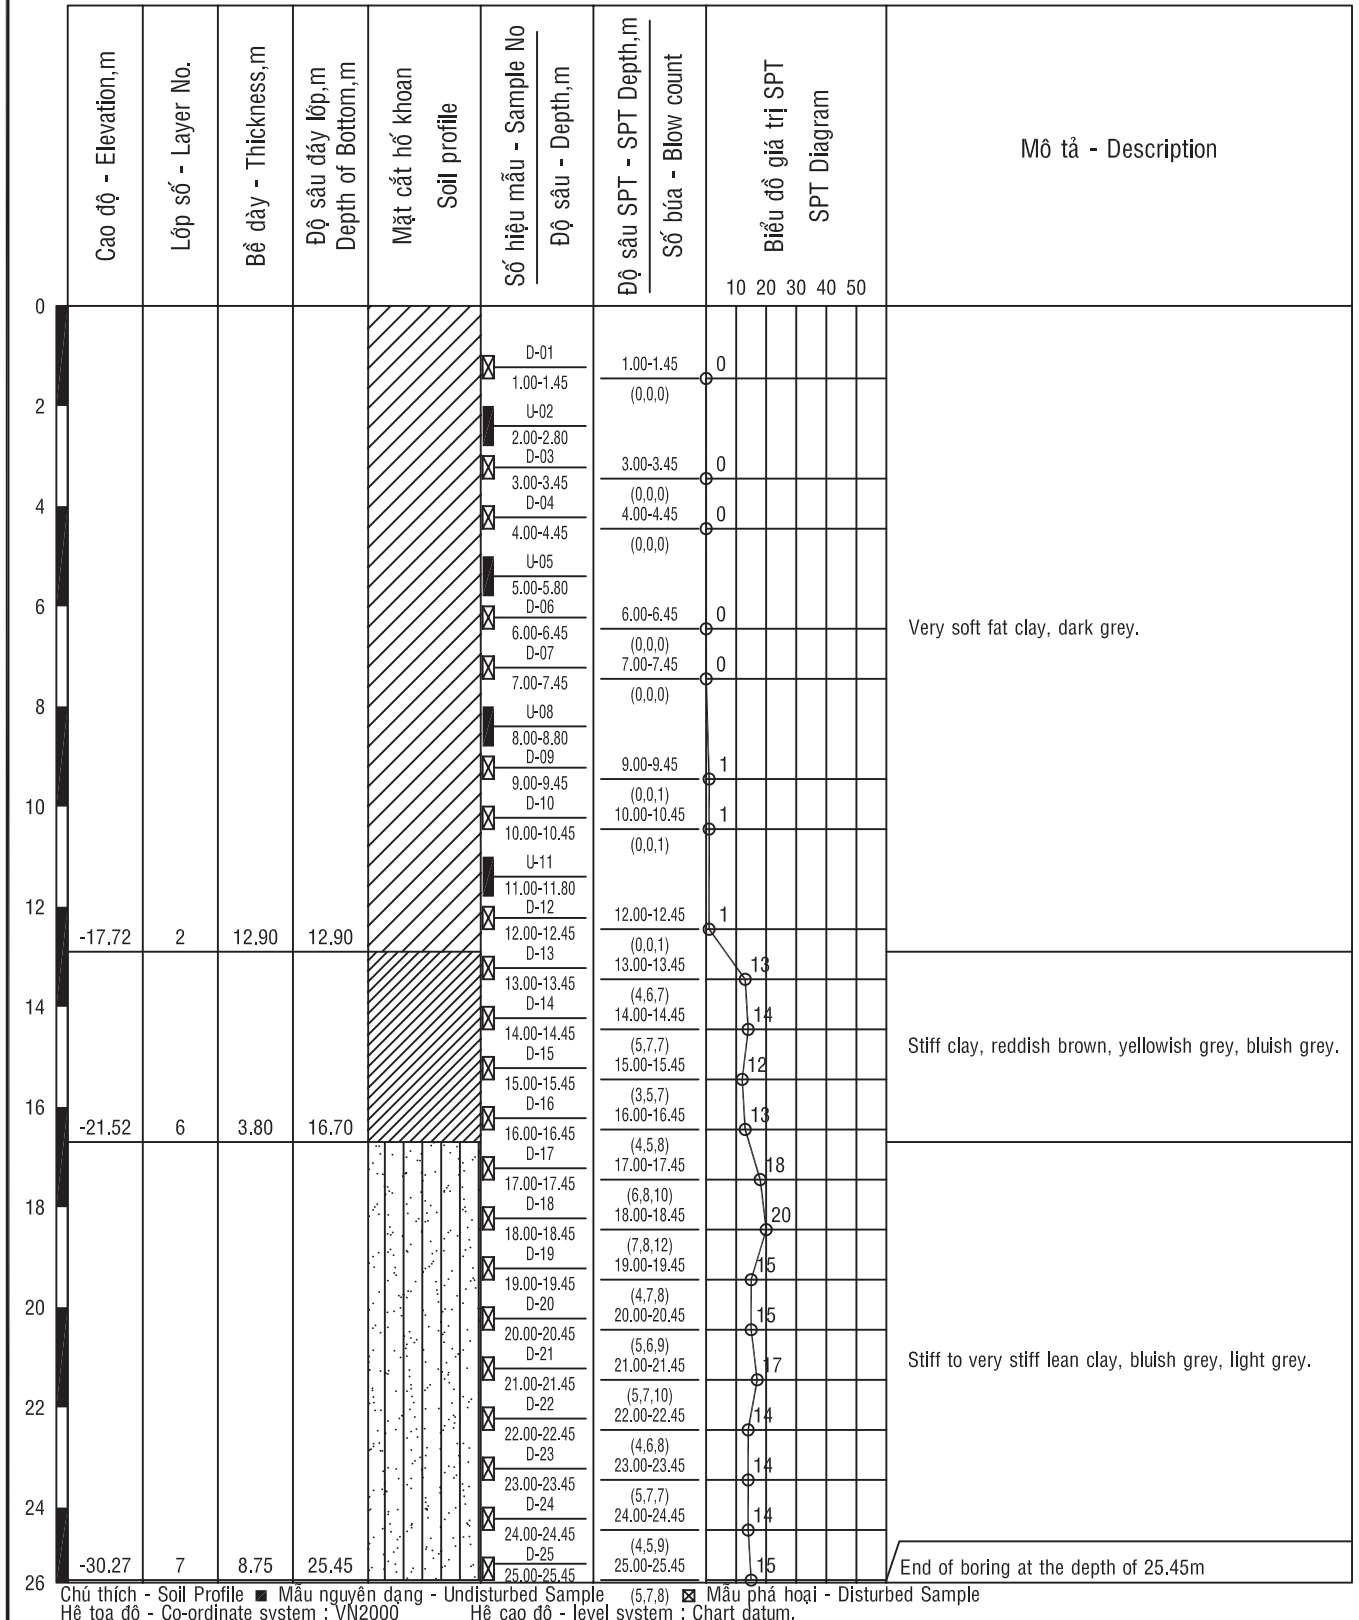 Cao độ - Elevation,m
Lớp số - Layer No.
Bề dày - Thickness,m
Độ sâu đáy lớp,m
Depth of Bottom,m
Mặt cắt hố khoan
Soil profile
Số hiệu mẫu - Sample No
Độ sâu - Depth,m
Độ sâu SPT - SPT Depth,m
Số búa - Blow count
Biểu đồ giá trị SPT
SPT Diagram
10 20 30 40 50
Mô tả - Description
0
D-01
1.00-1.45
1.00-1.45
(0,0,0)
0
2
U-02
2.00-2.80
D-03
3.00-3.45
3.00-3.45
(0,0,0)
0
4
D-04
4.00-4.45
4.00-4.45
(0,0,0)
0
U-05
5.00-5.80
6
D-06
6.00-6.45
6.00-6.45
(0,0,0)
0
Very soft fat clay, dark grey.
D-07
7.00-7.45
7.00-7.45
(0,0,0)
0
8
U-08
8.00-8.80
D-09
9.00-9.45
9.00-9.45
(0,0,1)
1
10
D-10
10.00-10.45
10.00-10.45
(0,0,1)
1
U-11
11.00-11.80
12
D-12
12.00-12.45
12.00-12.45
(0,0,1)
1
-17.72 2 12.90 12.90
D-13
13.00-13.45
13.00-13.45
(4,6,7)
13
14
D-14
14.00-14.45
14.00-14.45
(5,7,7)
14
Stiff clay, reddish brown, yellowish grey, bluish grey.
D-15
15.00-15.45
15.00-15.45
(3,5,7)
12
16
D-16
16.00-16.45
16.00-16.45
(4,5,8)
13
-21.52 6 3.80 16.70
D-17
17.00-17.45
17.00-17.45
(6,8,10)
18
18
D-18
18.00-18.45
18.00-18.45
(7,8,12)
20
D-19
19.00-19.45
19.00-19.45
(4,7,8)
15
20
D-20
20.00-20.45
20.00-20.45
(5,6,9)
15
D-21
21.00-21.45
21.00-21.45
(5,7,10)
17
Stiff to very stiff lean clay, bluish grey, light grey.
22
D-22
22.00-22.45
22.00-22.45
(4,6,8)
14
D-23
23.00-23.45
23.00-23.45
(5,7,7)
14
24
D-24
24.00-24.45
24.00-24.45
(4,5,9)
14
-30.27 7 8.75 25.45
D-25
25.00-25.45
25.00-25.45
(5,7,8)
15
End of boring at the depth of 25.45m
26
Chú thích - Soil Profile ■ Mẫu nguyên dạng - Undisturbed Sample ⊠ Mẫu phá hoại - Disturbed Sample
Hệ tọa độ - Co-ordinate system : VN2000 Hệ cao độ - level system : Chart datum.